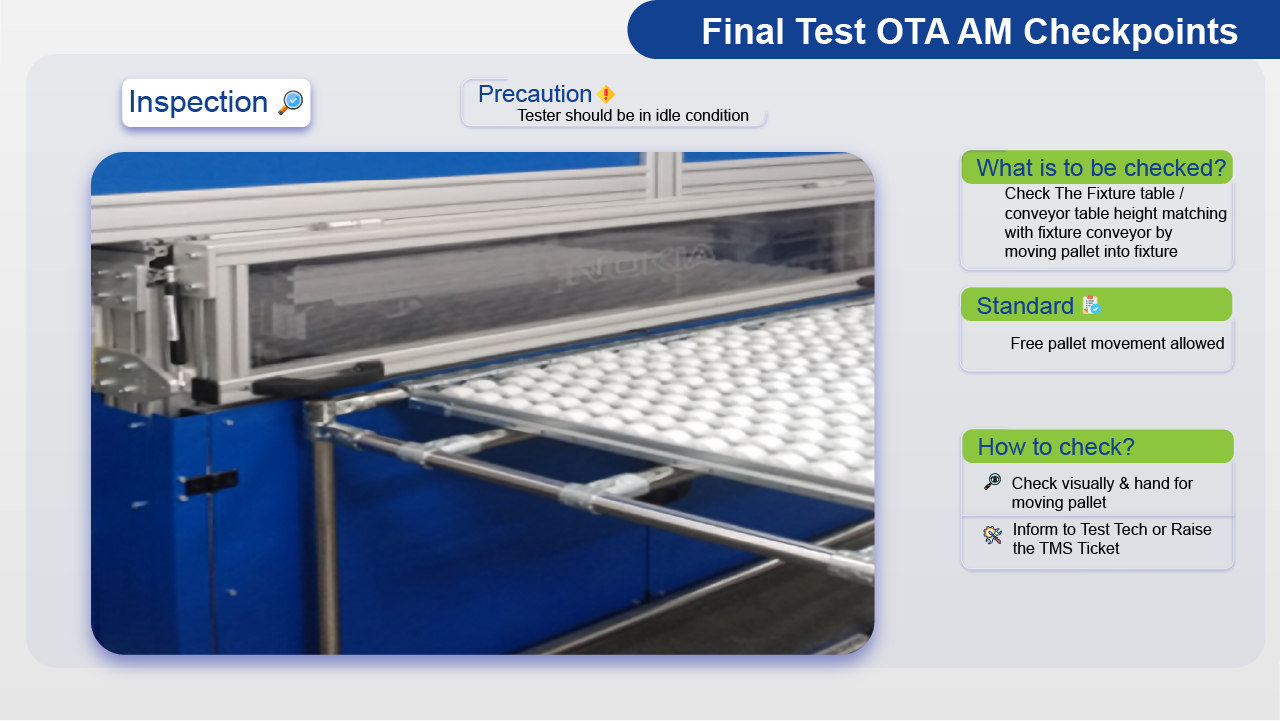 Final Test OTA AM Checkpoints
Inspection
Precaution
Tester should be in idle condition
NOKIA
What is to be checked?
Check The Fixture table /
conveyor table height matching
with fixture conveyor by
moving pallet into fixture
Standard
Free pallet movement allowed
How to check?
Check visually & hand for
moving pallet
Inform to Test Tech or Raise
the TMS Ticket